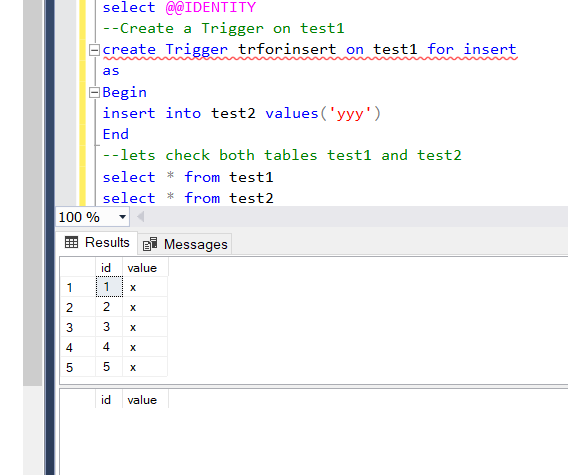 select @@IDENTITY
--Create a Trigger on test1
create Trigger trforinsert on test1 for insert
as
Begin
insert into test2 values('yyy')
End
--lets check both tables test1 and test2
select * from test1
select * from test2
100 %
Results Messages
id value
1 1 x
2 2 x
3 3 x
4 4 x
5 5 x
id value